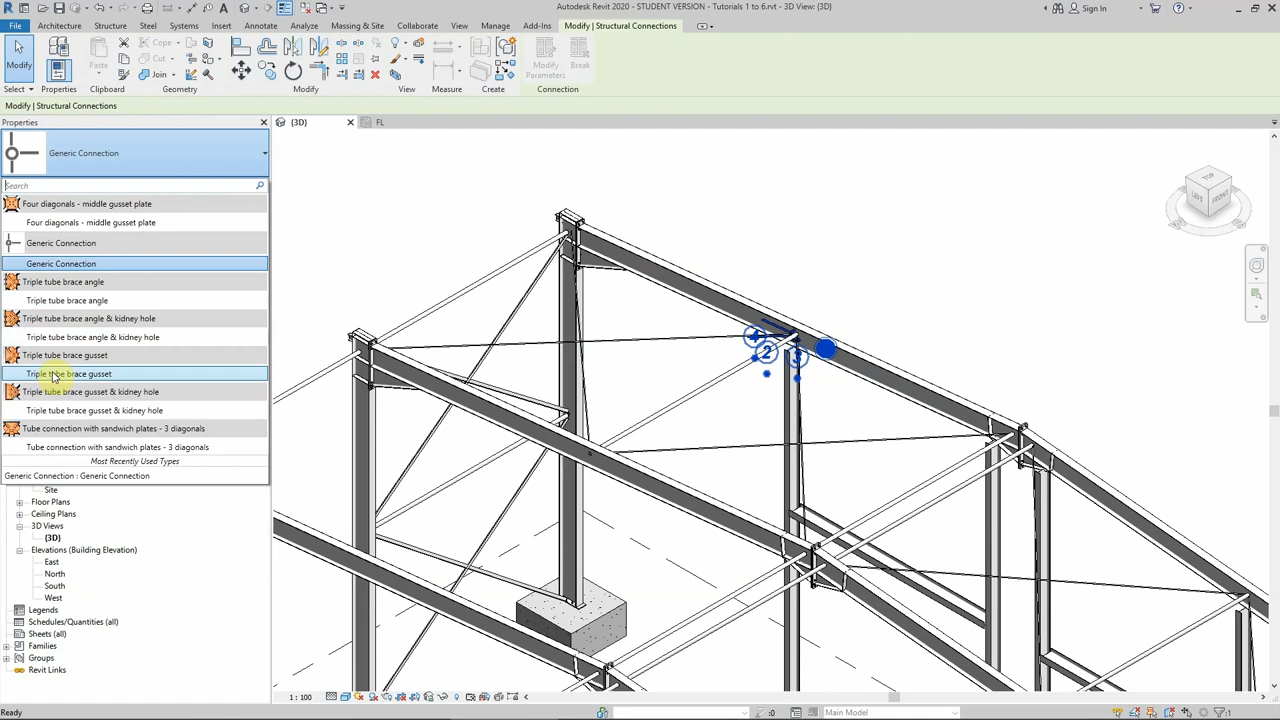 Autodesk Revit 2020 - STUDENT VERSION - Tutorials 1 to 6.rvt - 3D View: {3D}
Sign In
File Architecture Structure Steel Systems Insert Annotate Analyze Massing & Site Collaborate View Manage Add-Ins Modify | Structural Connections
Modify
Paste
Cope
Cut
Join
Modify Parameters
Break
Select Properties Clipboard Geometry Modify View Measure Create Connection
Modify | Structural Connections
Properties
{3D}
FL
Generic Connection
Search
Four diagonals - middle gusset plate
Four diagonals - middle gusset plate
Generic Connection
Generic Connection
Triple tube brace angle
Triple tube brace angle
Triple tube brace angle & kidney hole
Triple tube brace angle & kidney hole
Triple tube brace gusset
Triple tube brace gusset
Triple tube brace gusset & kidney hole
Triple tube brace gusset & kidney hole
Tube connection with sandwich plates - 3 diagonals
Tube connection with sandwich plates - 3 diagonals
Most Recently Used Types
Generic Connection : Generic Connection
Site
Floor Plans
Ceiling Plans
3D Views
{3D}
Elevations (Building Elevation)
East
North
South
West
Legends
Schedules/Quantities (all)
Sheets (all)
Families
Groups
Revit Links
TOP
LEFT
FRONT
4
2
3
1 : 100
Ready
:0
Main Model
:1